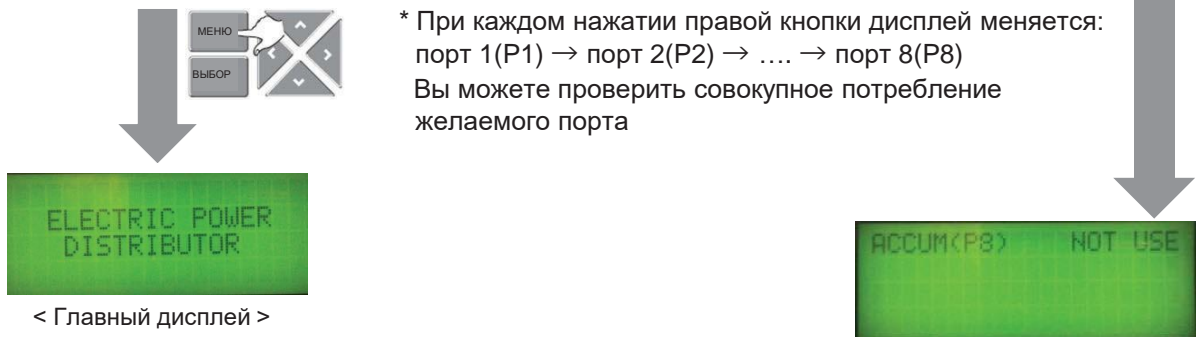 МЕНЮ
ВЫБОР
* При каждом нажатии правой кнопки дисплей меняется:
порт 1(P1) → порт 2(P2) → .... → порт 8(P8)
Вы можете проверить совокупное потребление
желаемого порта
ELECTRIC POWER
DISTRIBUTOR
< Главный дисплей >
ACCUM(P8) NOT USE